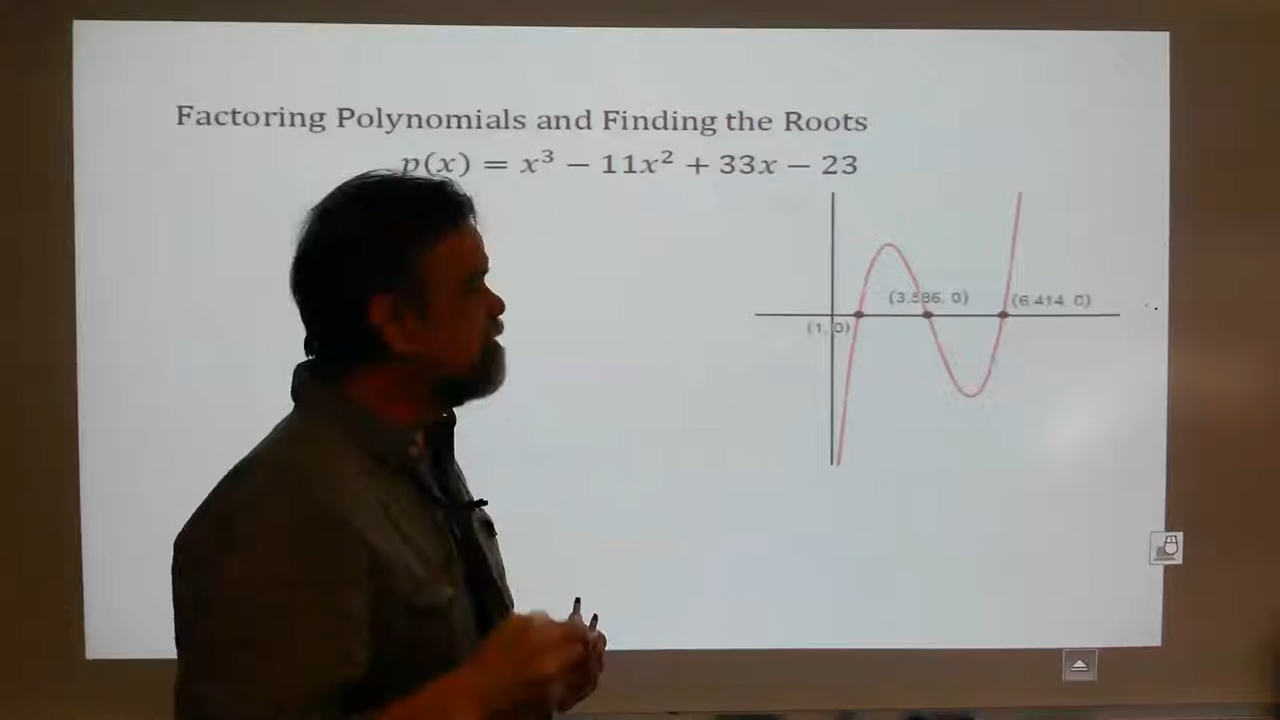 Factoring Polynomials and Finding the Roots
p(x) = x³ − 11x² + 33x − 23
(3.586, 0)
(6.414, 0)
(1, 0)